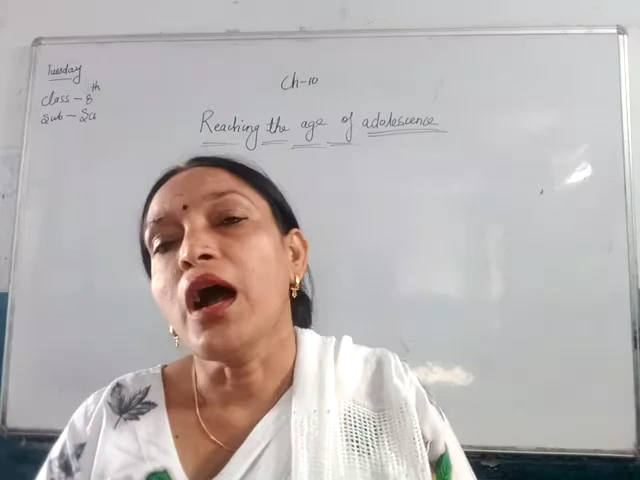 Tuesday
Class - 8th
Sub - Sci
Ch-10
Reaching the age of adolescence